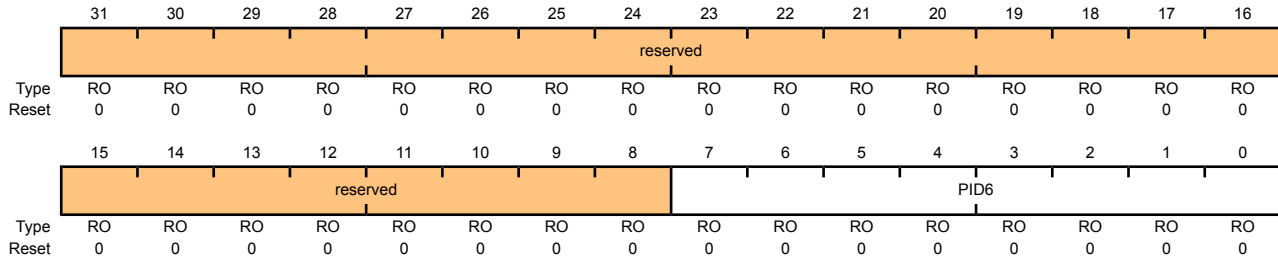 31 30 29 28 27 26 25 24 23 22 21 20 19 18 17 16
reserved
Type RO RO RO RO RO RO RO RO RO RO RO RO RO RO RO RO
Reset 0 0 0 0 0 0 0 0 0 0 0 0 0 0 0 0
15 14 13 12 11 10 9 8 7 6 5 4 3 2 1 0
reserved PID6
Type RO RO RO RO RO RO RO RO RO RO RO RO RO RO RO RO
Reset 0 0 0 0 0 0 0 0 0 0 0 0 0 0 0 0